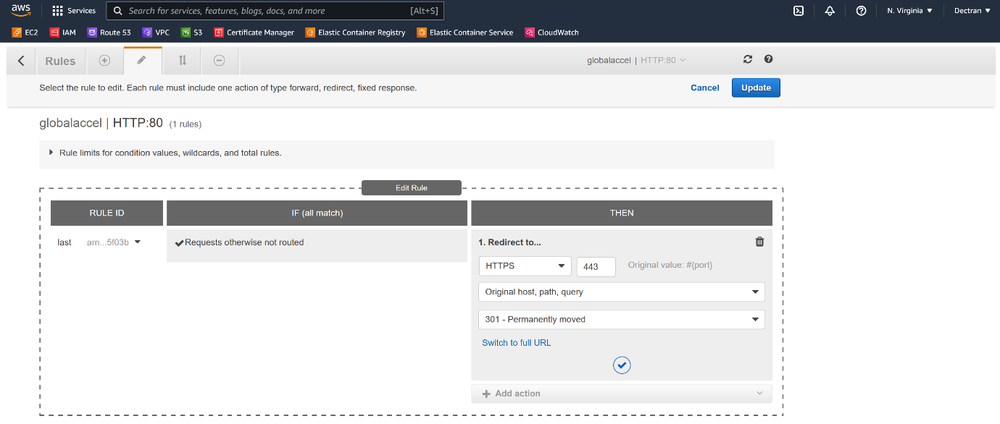 aws Services Search for services, features, blogs, docs, and more [Alt+S] N. Virginia Dectran
EC2 IAM Route 53 VPC S3 Certificate Manager Elastic Container Registry Elastic Container Service CloudWatch
Rules globalaccel | HTTP:80
Select the rule to edit. Each rule must include one action of type forward, redirect, fixed response. Cancel Update
globalaccel | HTTP:80 (1 rules)
Rule limits for condition values, wildcards, and total rules.
Edit Rule
RULE ID IF (all match) THEN
last arn...5f03b Requests otherwise not routed 1. Redirect to...
HTTPS 443 Original value: #{port}
Original host, path, query
301 - Permanently moved
Switch to full URL
Add action